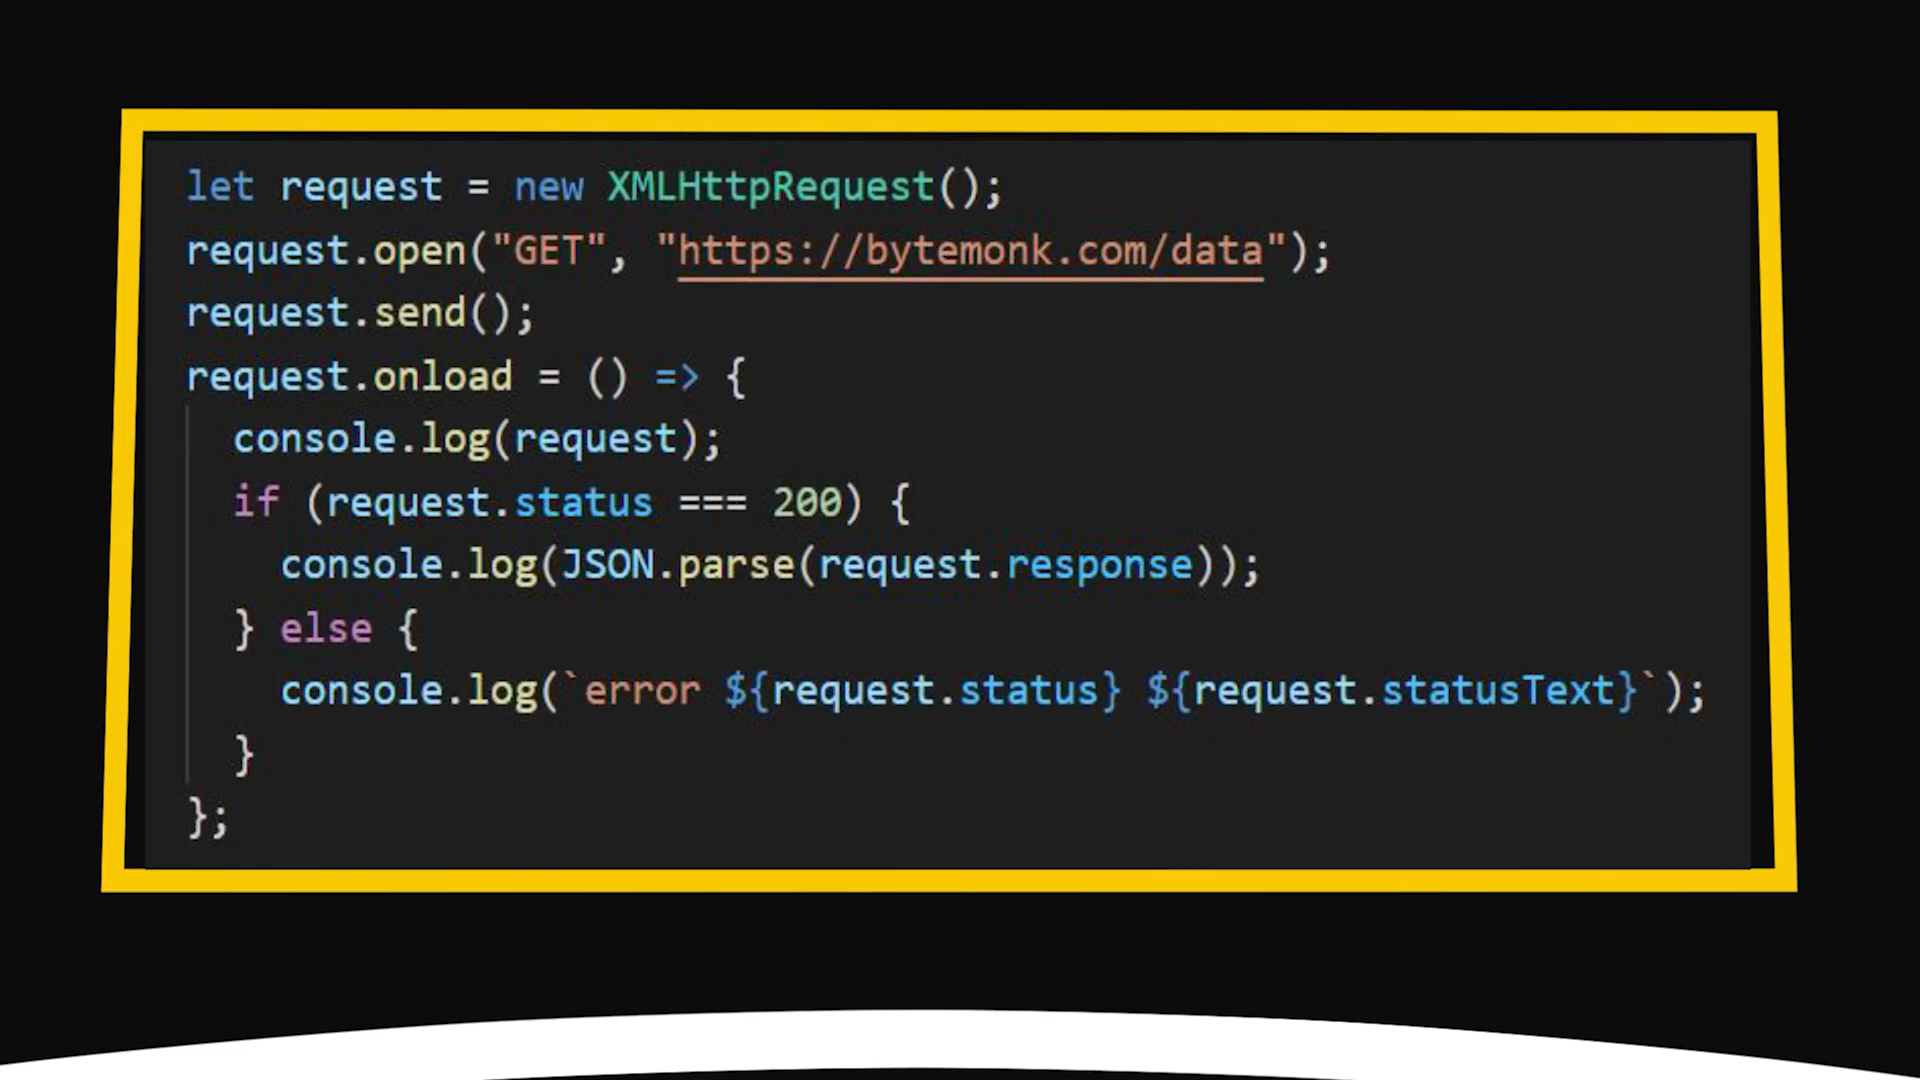 let request = new XMLHttpRequest();
request.open("GET", "https://bytemonk.com/data");
request.send();
request.onload = () => {
  console.log(request);
  if (request.status === 200) {
    console.log(JSON.parse(request.response));
  } else {
    console.log(`error ${request.status} ${request.statusText}`);
  }
};